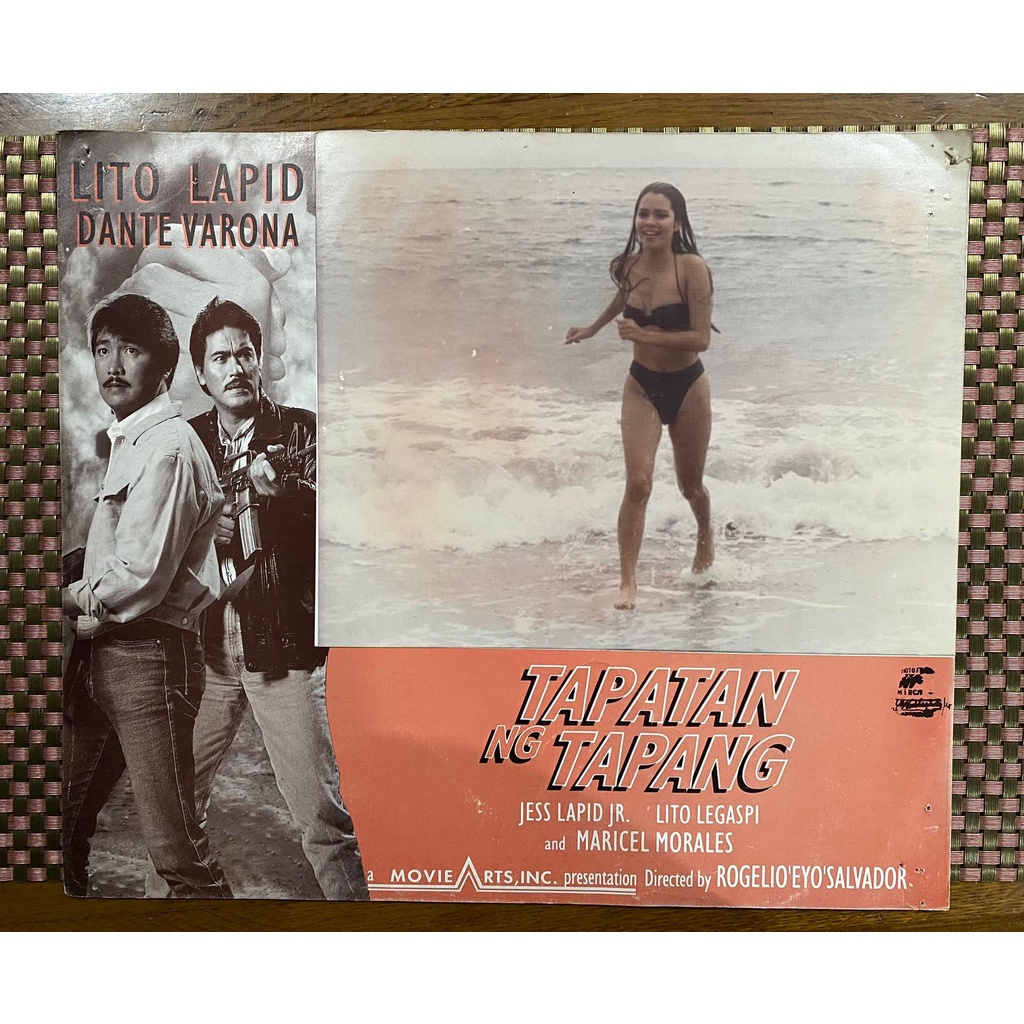 LITO LAPID
DANTE VARONA
TAPATAN
NG TAPANG
JESS LAPID JR. LITO LEGASPI
and MARICEL MORALES
a MOVIE ARTS, INC. presentation Directed by ROGELIO'EYO'SALVADOR